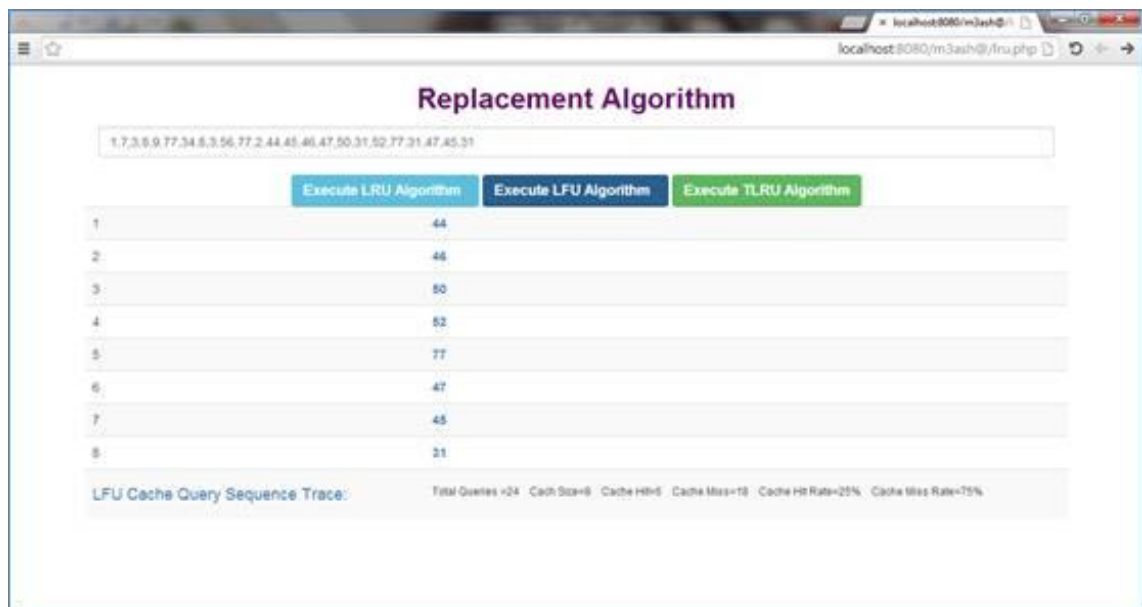 localhost:8080/m3ash@/l
localhost:8080/m3ash@/lru.php
Replacement Algorithm
1,7,3,8,9,77,34,8,3,56,77,2,44,45,46,47,50,31,52,77,31,47,45,31
Execute LRU Algorithm Execute LFU Algorithm Execute TLRU Algorithm
1 44
2 46
3 50
4 52
5 77
6 47
7 45
8 31
LFU Cache Query Sequence Trace: Total Queries =24 Cach Size=8 Cache Hit=6 Cache Miss=18 Cache Hit Rate=25% Cache Miss Rate=75%